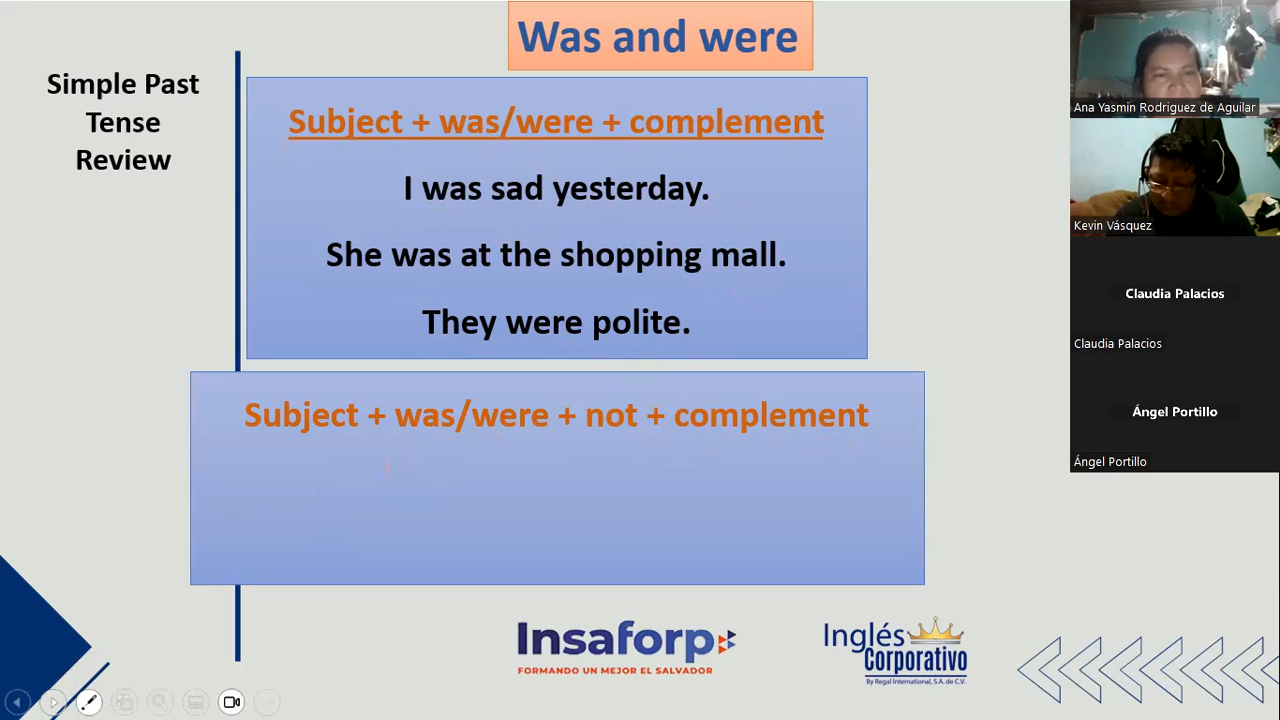 Was and were
Simple Past
Tense
Review
Subject + was/were + complement
I was sad yesterday.
She was at the shopping mall.
They were polite.
Subject + was/were + not + complement
Insaforp
FORMANDO UN MEJOR EL SALVADOR
Inglés
Corporativo
By Regal International, S.A. de C.V.
Ana Yasmin Rodriguez de Aguilar
Kevin Vásquez
Claudia Palacios
Claudia Palacios
Ángel Portillo
Ángel Portillo